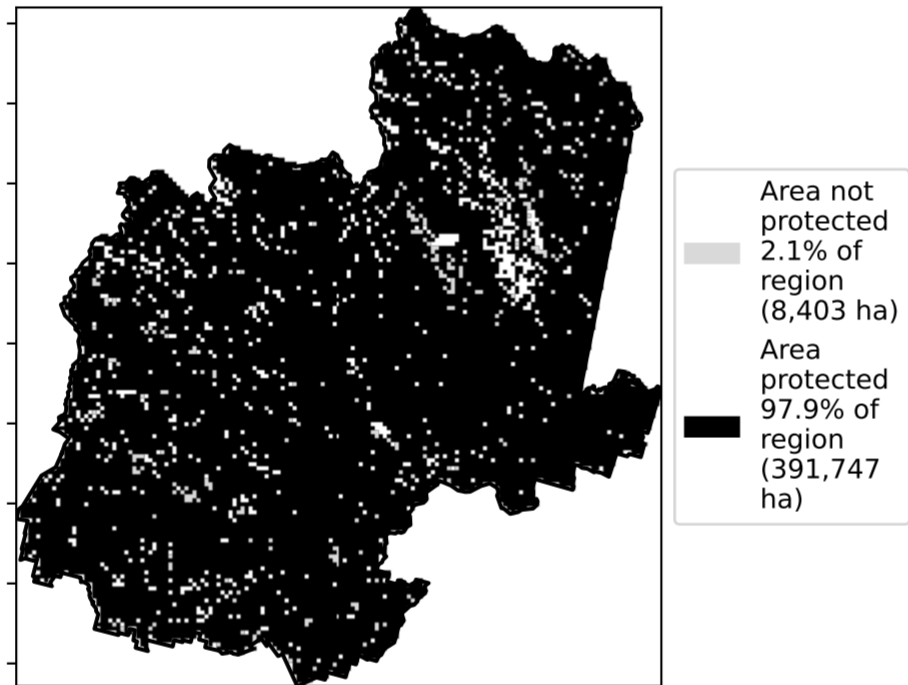 Area not
protected
2.1% of
region
(8,403 ha)
Area
protected
97.9% of
region
(391,747
ha)